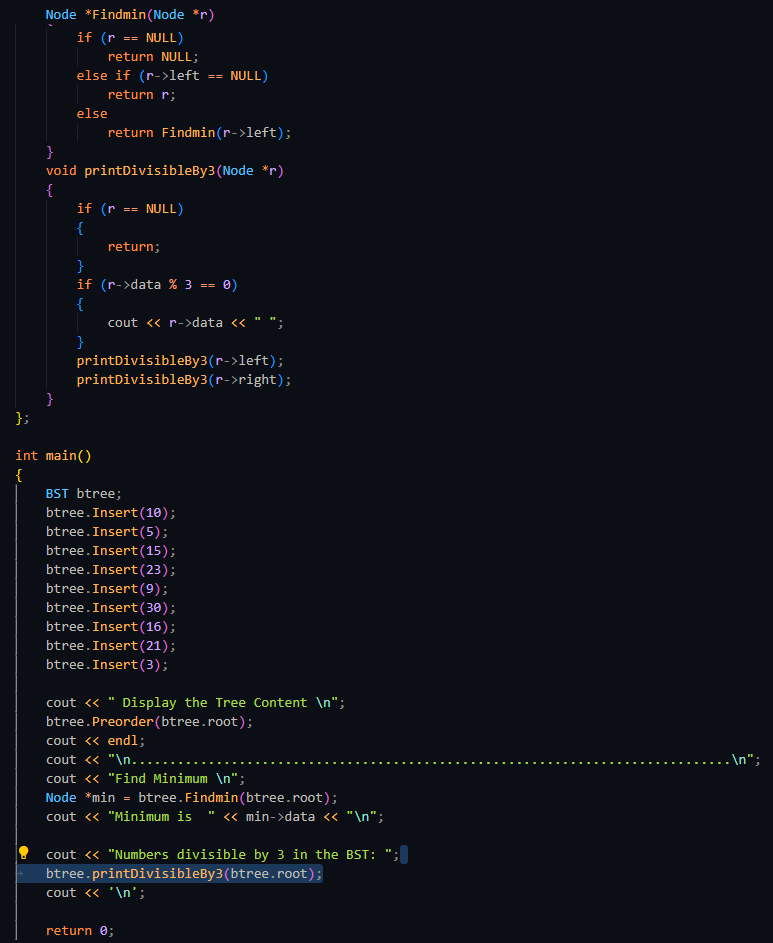 Node *Findmin(Node *r)
    {
        if (r == NULL)
            return NULL;
        else if (r->left == NULL)
            return r;
        else
            return Findmin(r->left);
    }
    void printDivisibleBy3(Node *r)
    {
        if (r == NULL)
        {
            return;
        }
        if (r->data % 3 == 0)
        {
            cout << r->data << " ";
        }
        printDivisibleBy3(r->left);
        printDivisibleBy3(r->right);
    }
};

int main()
{
    BST btree;
    btree.Insert(10);
    btree.Insert(5);
    btree.Insert(15);
    btree.Insert(23);
    btree.Insert(9);
    btree.Insert(30);
    btree.Insert(16);
    btree.Insert(21);
    btree.Insert(3);

    cout << " Display the Tree Content \n";
    btree.Preorder(btree.root);
    cout << endl;
    cout << "\n..............................................................................\n";
    cout << "Find Minimum \n";
    Node *min = btree.Findmin(btree.root);
    cout << "Minimum is  " << min->data << "\n";

    cout << "Numbers divisible by 3 in the BST: ";
    btree.printDivisibleBy3(btree.root);
    cout << '\n';

    return 0;